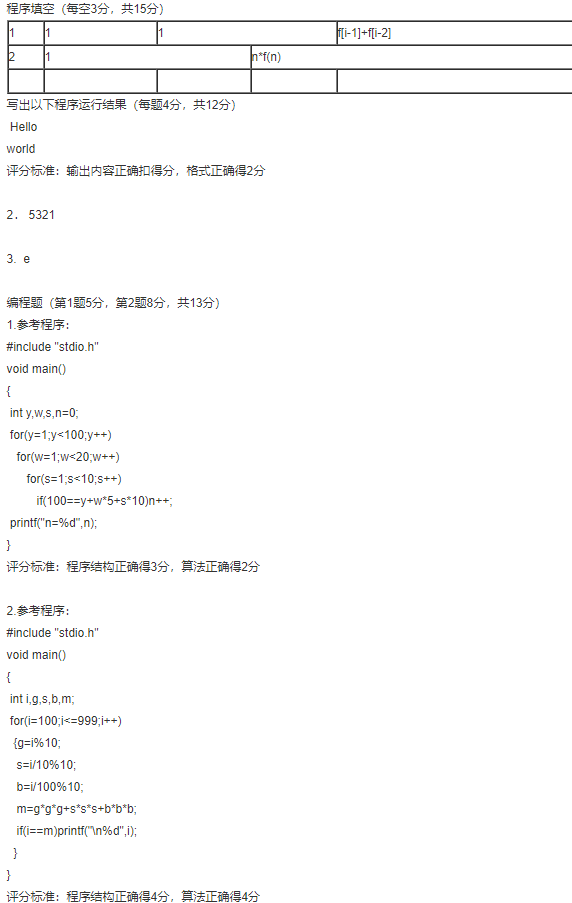 程序填空（每空3分，共15分）
1 1 1 f[i-1]+f[i-2]
2 1 n*f(n)
写出以下程序运行结果（每题4分，共12分）
Hello
world
评分标准：输出内容正确扣得分，格式正确得2分
2． 5321
3. e
编程题（第1题5分，第2题8分，共13分）
1.参考程序：
#include "stdio.h"
void main()
{
int y,w,s,n=0;
for(y=1;y<100;y++)
for(w=1;w<20;w++)
for(s=1;s<10;s++)
if(100==y+w*5+s*10)n++;
printf("n=%d",n);
}
评分标准：程序结构正确得3分，算法正确得2分
2.参考程序：
#include "stdio.h"
void main()
{
int i,g,s,b,m;
for(i=100;i<=999;i++)
{g=i%10;
s=i/10%10;
b=i/100%10;
m=g*g*g+s*s*s+b*b*b;
if(i==m)printf("\n%d",i);
}
}
评分标准：程序结构正确得4分，算法正确得4分